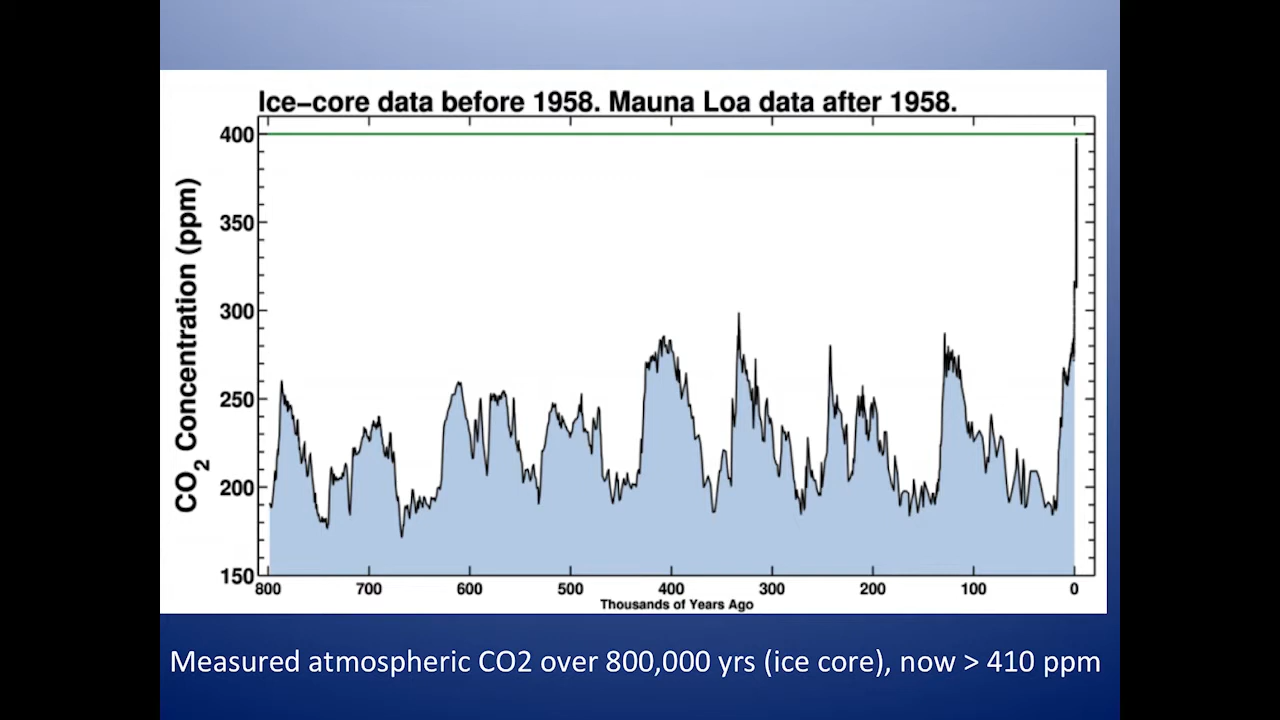 Ice-core data before 1958. Mauna Loa data after 1958.
400
350
300
250
200
150
CO2 Concentration (ppm)
800 700 600 500 400 300 200 100 0
Thousands of Years Ago
Measured atmospheric CO2 over 800,000 yrs (ice core), now > 410 ppm